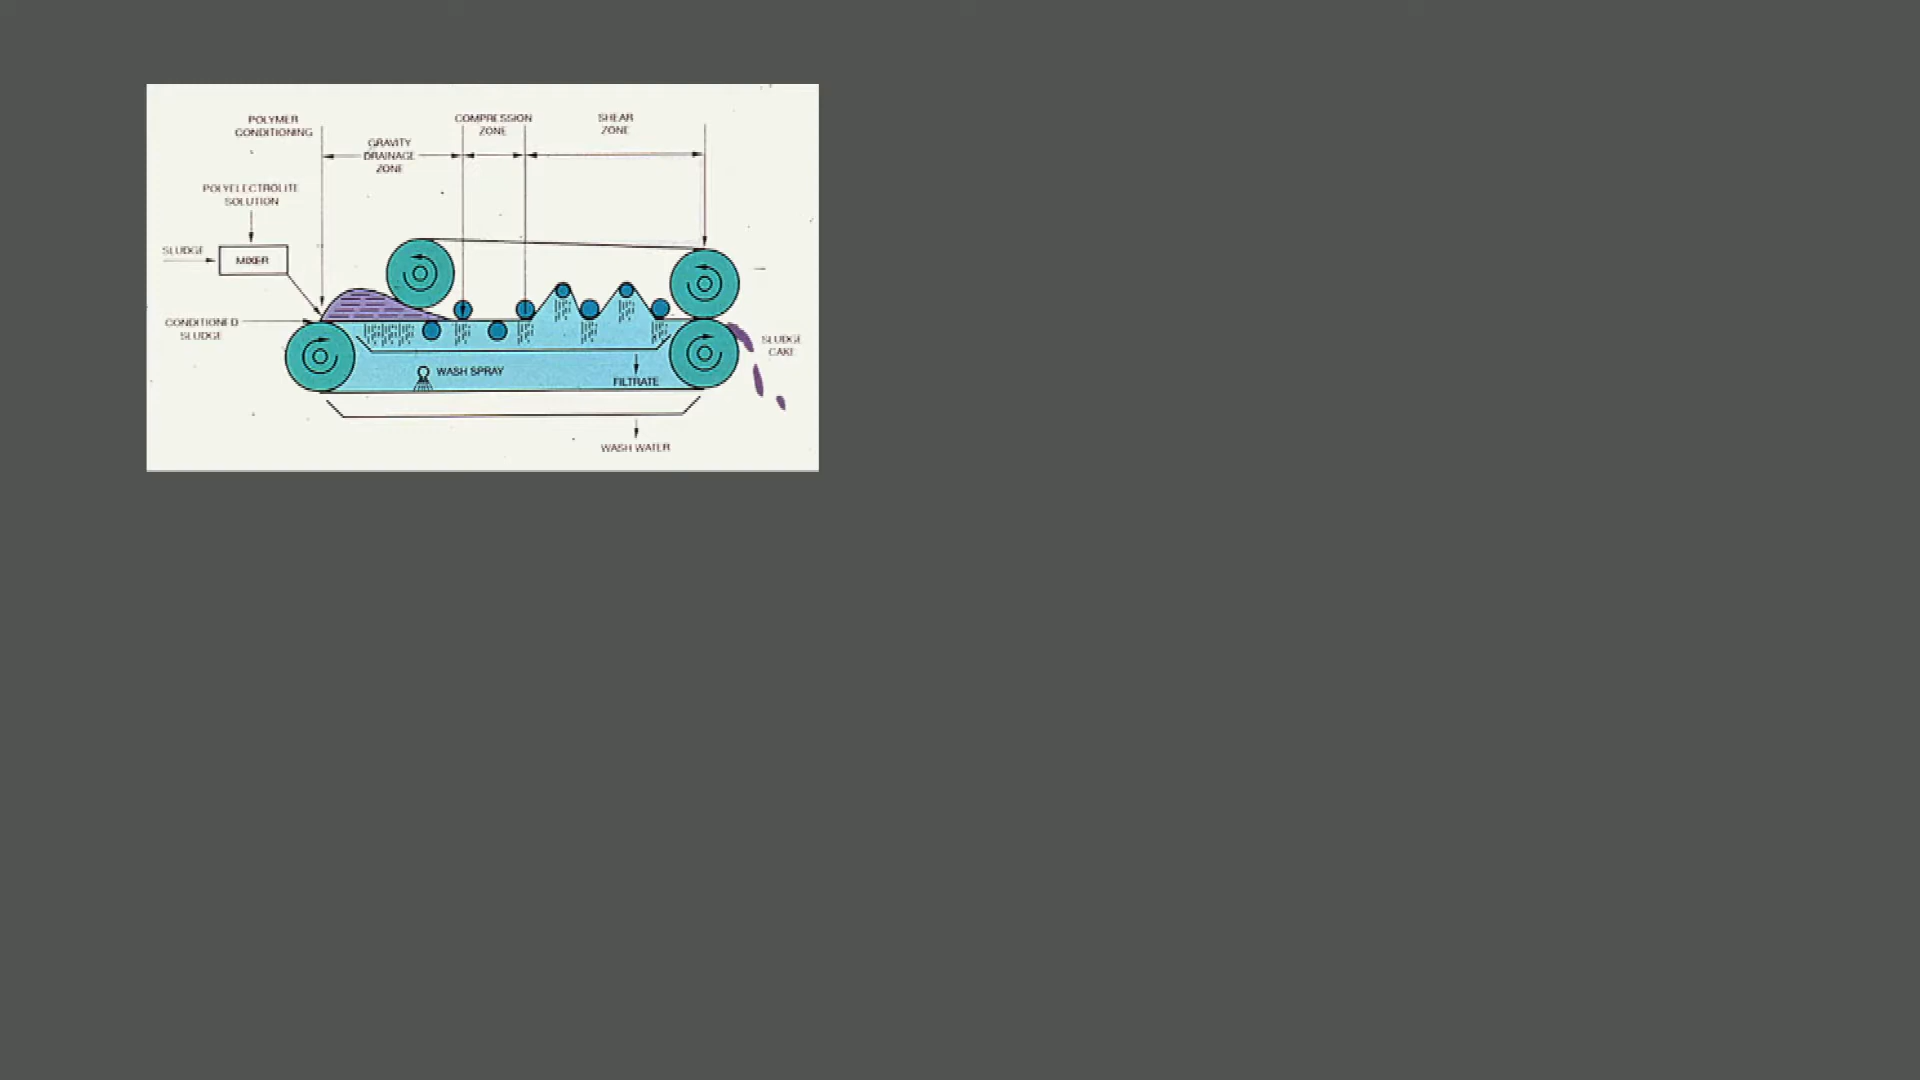 POLYMER
CONDITIONING
COMPRESSION
ZONE
SHEAR
ZONE
GRAVITY
DRAINAGE
ZONE
POLYELECTROLITE
SOLUTION
SLUDGE
MIXER
CONDITIONED
SLUDGE
SLUDGE
CAKE
WASH SPRAY
FILTRATE
WASH WATER